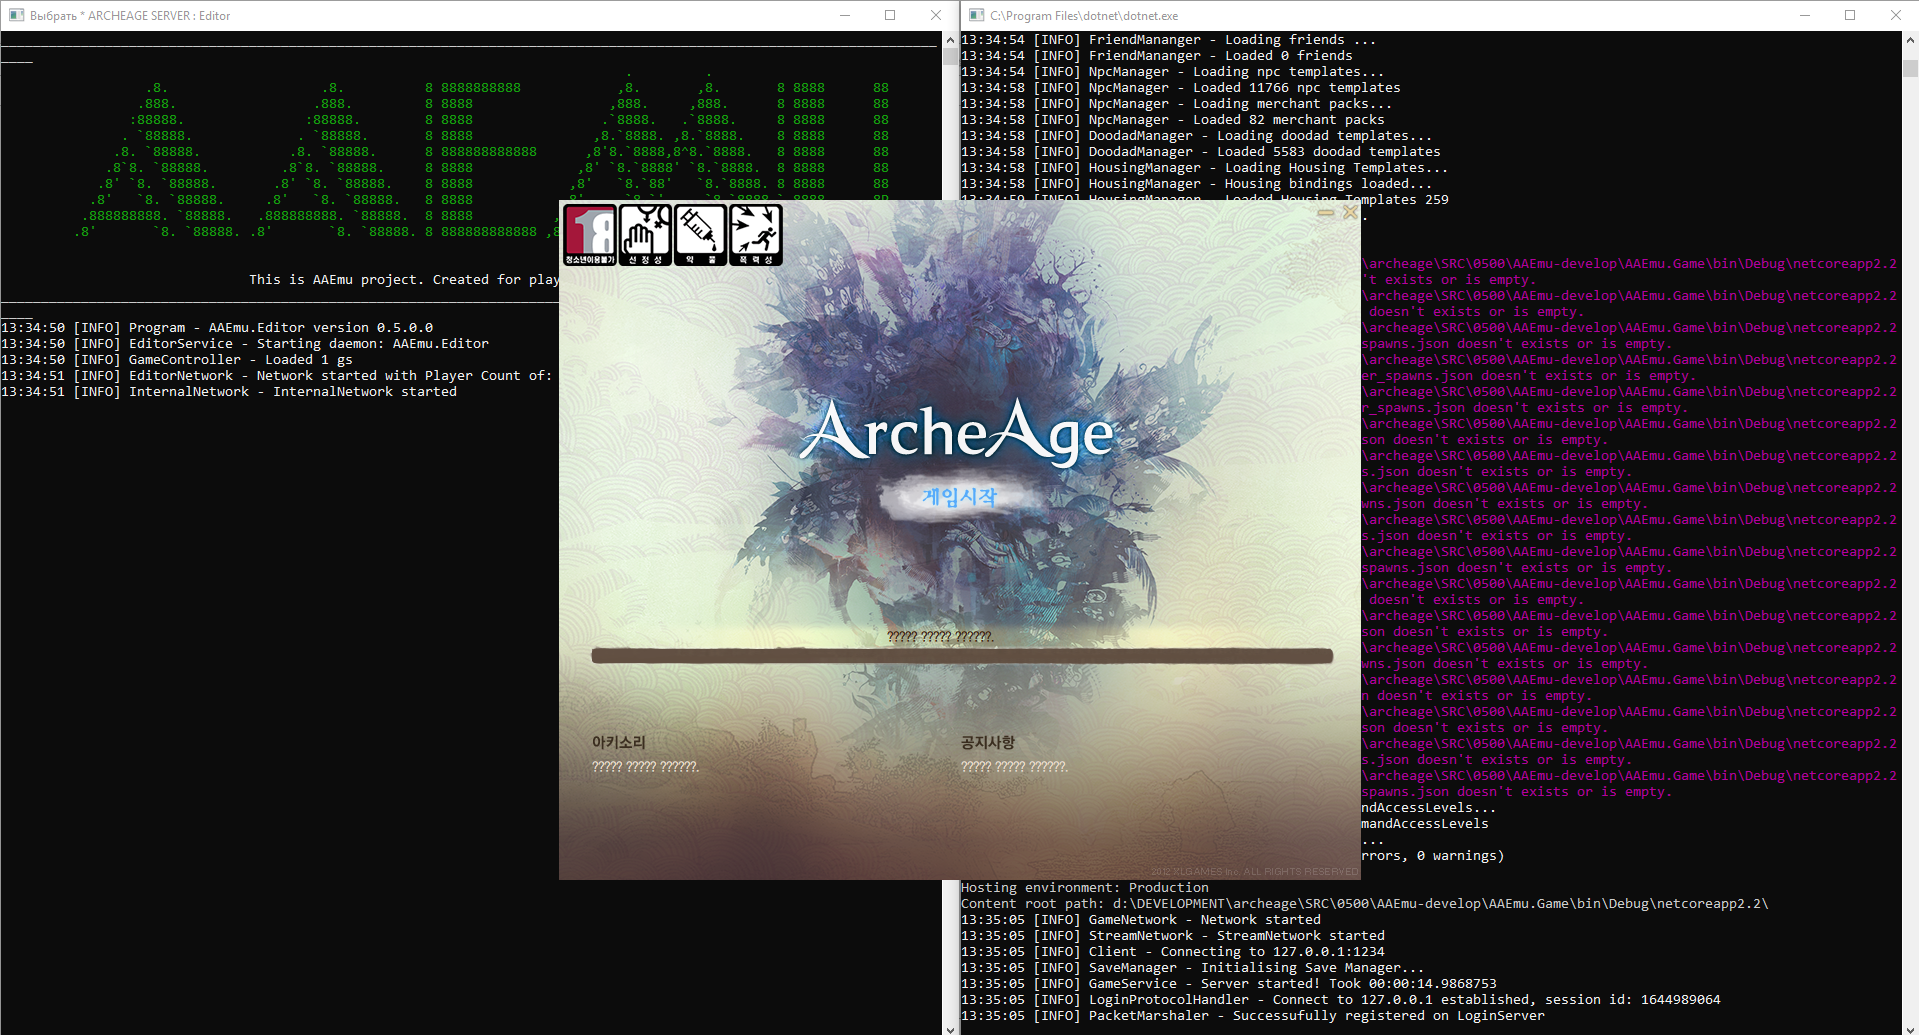 Выбрать * ARCHEAGE SERVER : Editor
This is AAEmu project. Created for play
13:34:50 [INFO] Program - AAEmu.Editor version 0.5.0.0
13:34:50 [INFO] EditorService - Starting daemon: AAEmu.Editor
13:34:50 [INFO] GameController - Loaded 1 gs
13:34:51 [INFO] EditorNetwork - Network started with Player Count of:
13:34:51 [INFO] InternalNetwork - InternalNetwork started
C:\Program Files\dotnet\dotnet.exe
13:34:54 [INFO] FriendMananger - Loading friends ...
13:34:54 [INFO] FriendMananger - Loaded 0 friends
13:34:54 [INFO] NpcManager - Loading npc templates...
13:34:58 [INFO] NpcManager - Loaded 11766 npc templates
13:34:58 [INFO] NpcManager - Loading merchant packs...
13:34:58 [INFO] NpcManager - Loaded 82 merchant packs
13:34:58 [INFO] DoodadManager - Loading doodad templates...
13:34:58 [INFO] DoodadManager - Loaded 5583 doodad templates
13:34:58 [INFO] HousingManager - Loading Housing Templates...
13:34:58 [INFO] HousingManager - Housing bindings loaded...
13:34:59 [INFO] HousingManager - Loaded Housing Templates 259
.
\archeage\SRC\0500\AAEmu-develop\AAEmu.Game\bin\Debug\netcoreapp2.2
't exists or is empty.
\archeage\SRC\0500\AAEmu-develop\AAEmu.Game\bin\Debug\netcoreapp2.2
doesn't exists or is empty.
\archeage\SRC\0500\AAEmu-develop\AAEmu.Game\bin\Debug\netcoreapp2.2
spawns.json doesn't exists or is empty.
\archeage\SRC\0500\AAEmu-develop\AAEmu.Game\bin\Debug\netcoreapp2.2
er_spawns.json doesn't exists or is empty.
\archeage\SRC\0500\AAEmu-develop\AAEmu.Game\bin\Debug\netcoreapp2.2
r_spawns.json doesn't exists or is empty.
\archeage\SRC\0500\AAEmu-develop\AAEmu.Game\bin\Debug\netcoreapp2.2
son doesn't exists or is empty.
\archeage\SRC\0500\AAEmu-develop\AAEmu.Game\bin\Debug\netcoreapp2.2
s.json doesn't exists or is empty.
\archeage\SRC\0500\AAEmu-develop\AAEmu.Game\bin\Debug\netcoreapp2.2
wns.json doesn't exists or is empty.
\archeage\SRC\0500\AAEmu-develop\AAEmu.Game\bin\Debug\netcoreapp2.2
s.json doesn't exists or is empty.
\archeage\SRC\0500\AAEmu-develop\AAEmu.Game\bin\Debug\netcoreapp2.2
spawns.json doesn't exists or is empty.
\archeage\SRC\0500\AAEmu-develop\AAEmu.Game\bin\Debug\netcoreapp2.2
doesn't exists or is empty.
\archeage\SRC\0500\AAEmu-develop\AAEmu.Game\bin\Debug\netcoreapp2.2
son doesn't exists or is empty.
\archeage\SRC\0500\AAEmu-develop\AAEmu.Game\bin\Debug\netcoreapp2.2
wns.json doesn't exists or is empty.
\archeage\SRC\0500\AAEmu-develop\AAEmu.Game\bin\Debug\netcoreapp2.2
n doesn't exists or is empty.
\archeage\SRC\0500\AAEmu-develop\AAEmu.Game\bin\Debug\netcoreapp2.2
son doesn't exists or is empty.
\archeage\SRC\0500\AAEmu-develop\AAEmu.Game\bin\Debug\netcoreapp2.2
s.json doesn't exists or is empty.
\archeage\SRC\0500\AAEmu-develop\AAEmu.Game\bin\Debug\netcoreapp2.2
spawns.json doesn't exists or is empty.
ndAccessLevels...
mandAccessLevels
...
rrors, 0 warnings)
Hosting environment: Production
Content root path: d:\DEVELOPMENT\archeage\SRC\0500\AAEmu-develop\AAEmu.Game\bin\Debug\netcoreapp2.2\
13:35:05 [INFO] GameNetwork - Network started
13:35:05 [INFO] StreamNetwork - StreamNetwork started
13:35:05 [INFO] Client - Connecting to 127.0.0.1:1234
13:35:05 [INFO] SaveManager - Initialising Save Manager...
13:35:05 [INFO] GameService - Server started! Took 00:00:14.9868753
13:35:05 [INFO] LoginProtocolHandler - Connect to 127.0.0.1 established, session id: 1644989064
13:35:05 [INFO] PacketMarshaler - Successufully registered on LoginServer
18
청소년이용불가
선정성
약물
폭력성
ArcheAge
게임시작
????? ????? ??????.
아키소리
????? ????? ??????.
공지사항
????? ????? ??????.
2012 XLGAMES Inc. ALL RIGHTS RESERVED